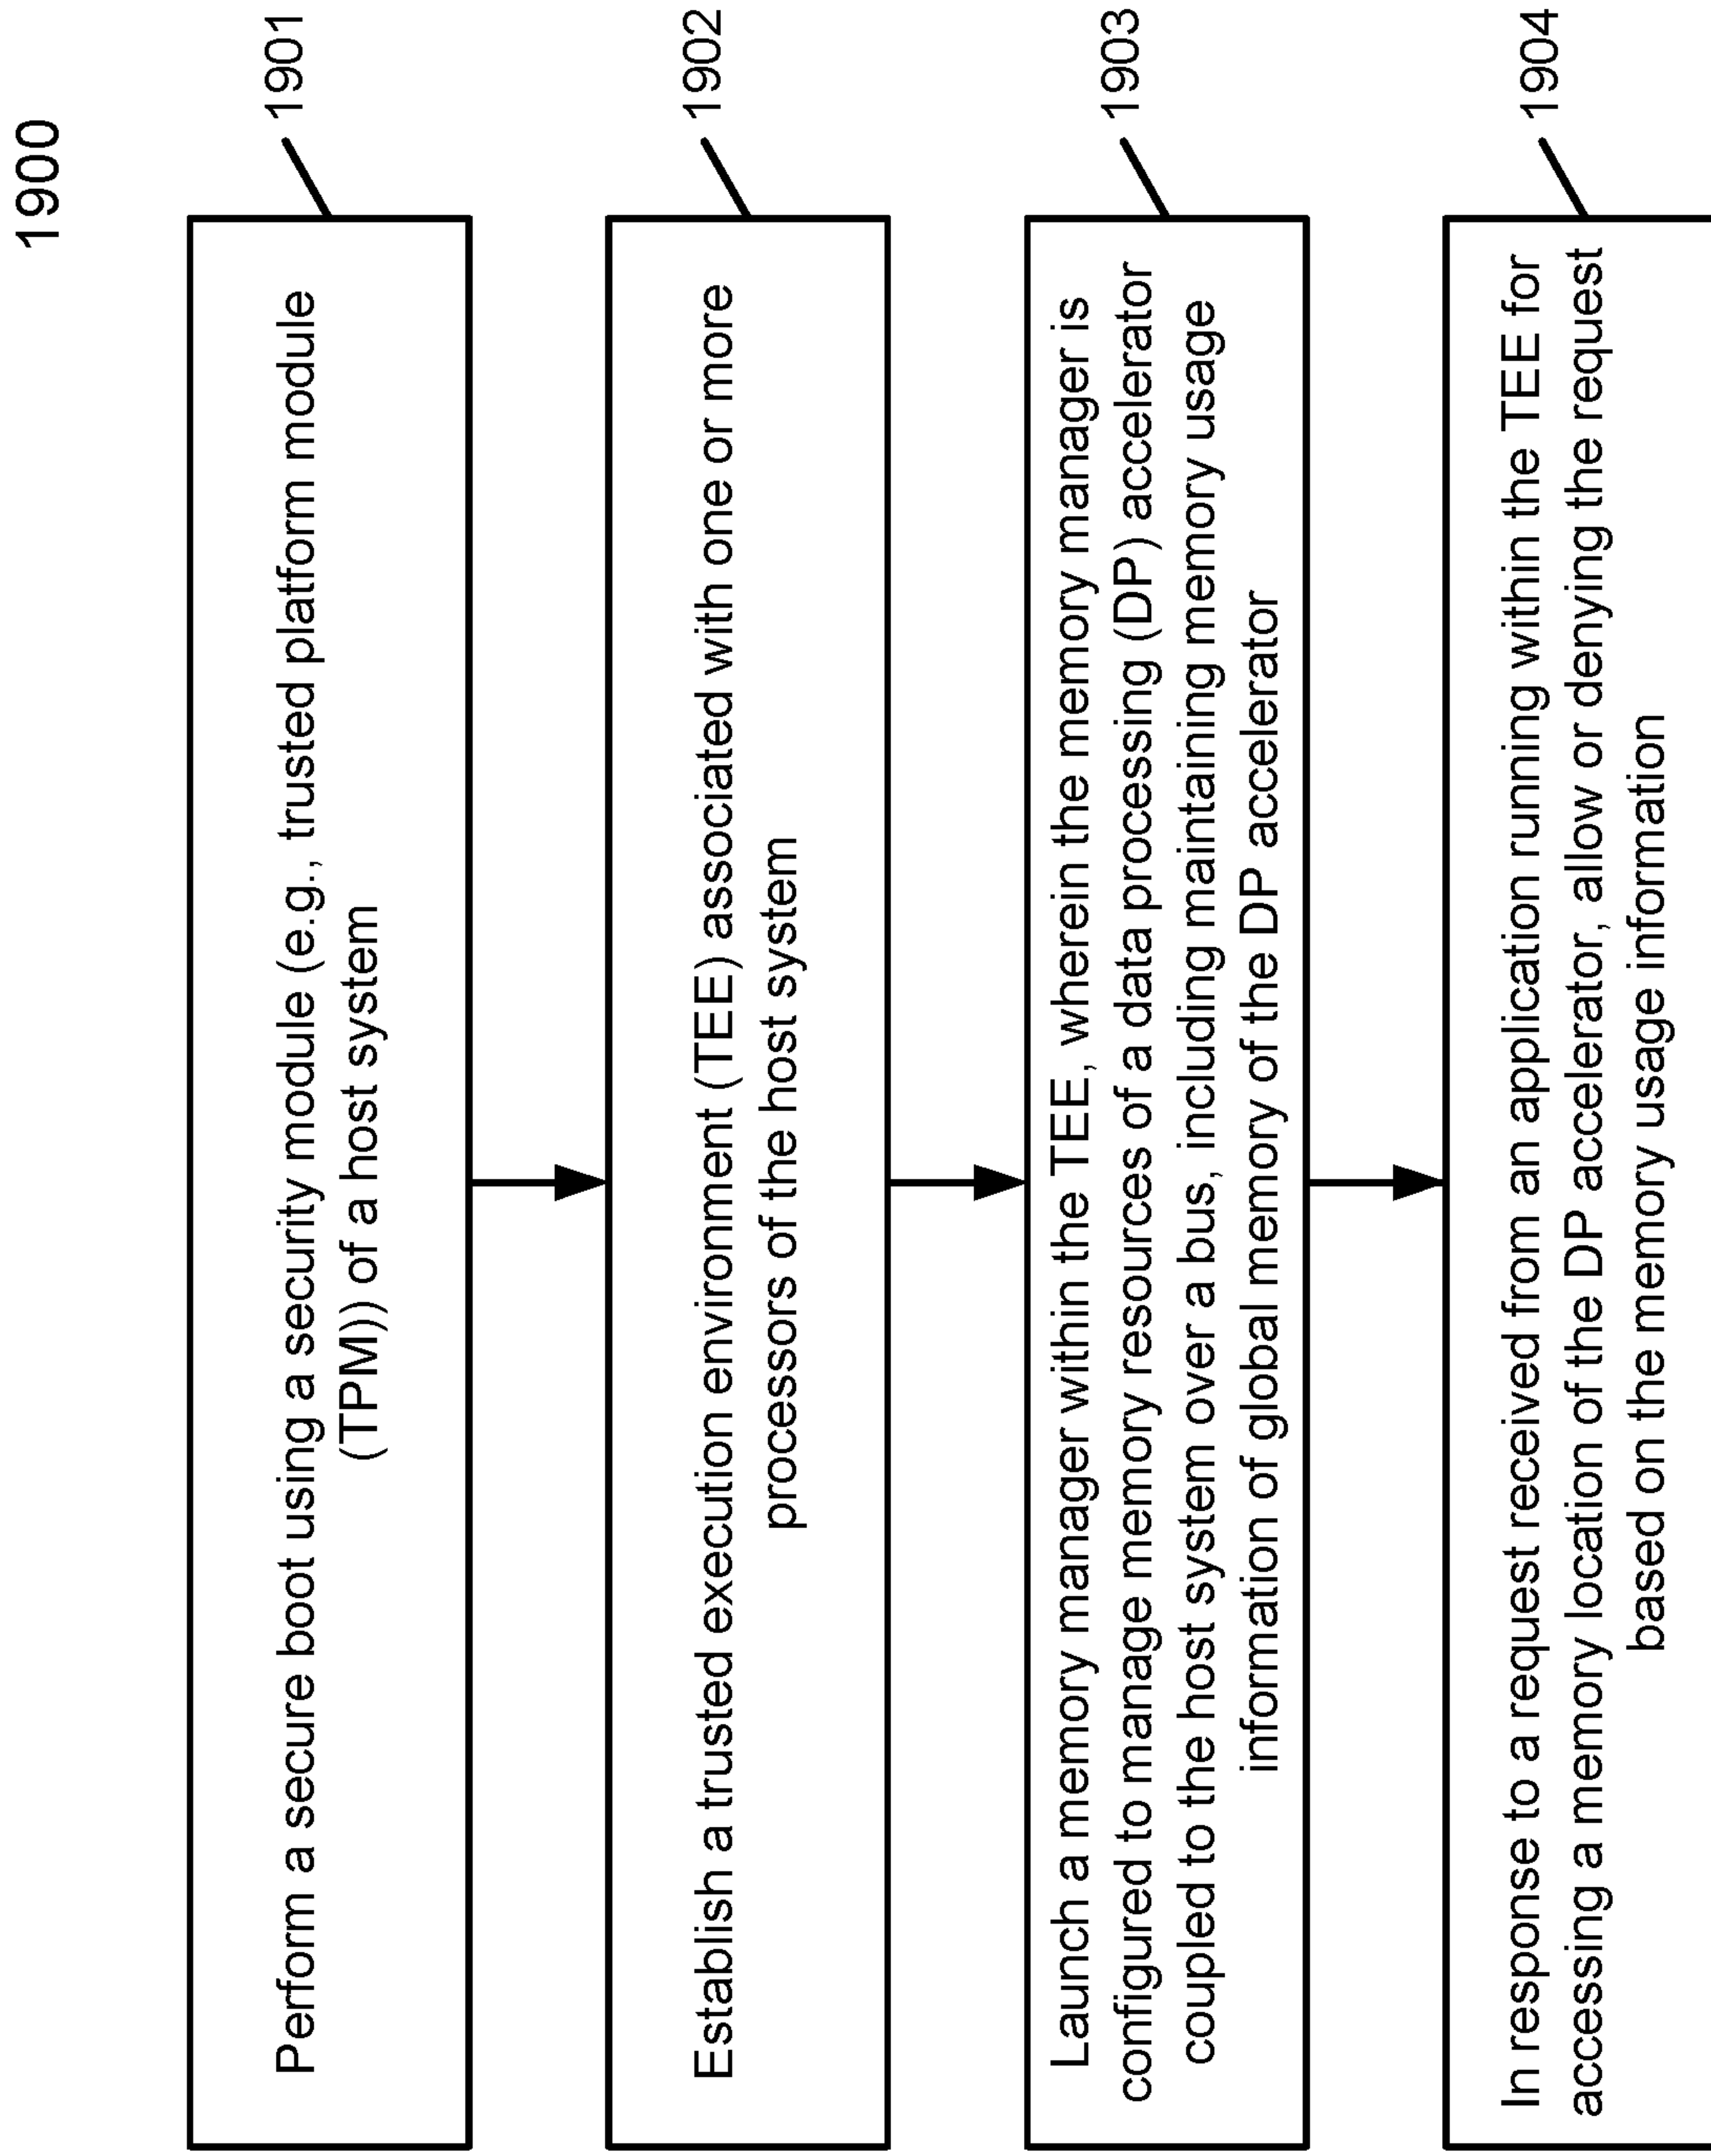 1900
Perform a secure boot using a security module (e.g., trusted platform module
(TPM)) of a host system
1901
Establish a trusted execution environment (TEE) associated with one or more
processors of the host system
1902
Launch a memory manager within the TEE, wherein the memory manager is
configured to manage memory resources of a data processing (DP) accelerator
coupled to the host system over a bus, including maintaining memory usage
information of global memory of the DP accelerator
1903
In response to a request received from an application running within the TEE for
accessing a memory location of the DP accelerator, allow or denying the request
based on the memory usage information
1904